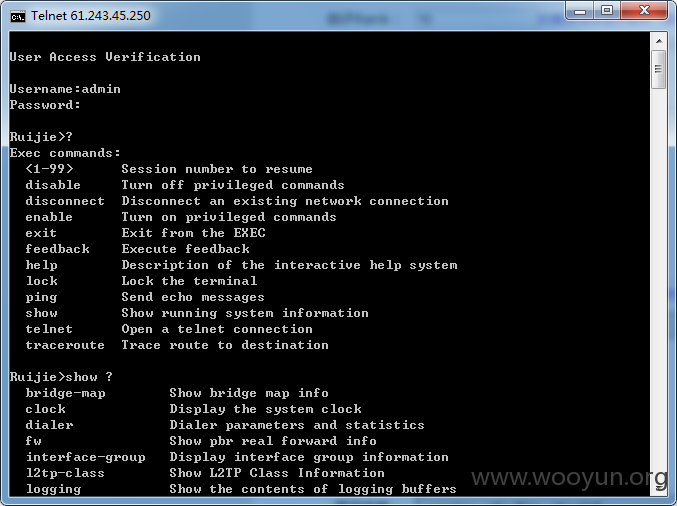 Telnet 61.243.45.250
User Access Verification
Username:admin
Password:
Ruijie>?
Exec commands:
<1-99> Session number to resume
disable Turn off privileged commands
disconnect Disconnect an existing network connection
enable Turn on privileged commands
exit Exit from the EXEC
feedback Execute feedback
help Description of the interactive help system
lock Lock the terminal
ping Send echo messages
show Show running system information
telnet Open a telnet connection
traceroute Trace route to destination
Ruijie>show ?
bridge-map Show bridge map info
clock Display the system clock
dialer Dialer parameters and statistics
fw Show pbr real forward info
interface-group Display interface group information
l2tp-class Show L2TP Class Information
logging Show the contents of logging buffers
www.wooyun.org